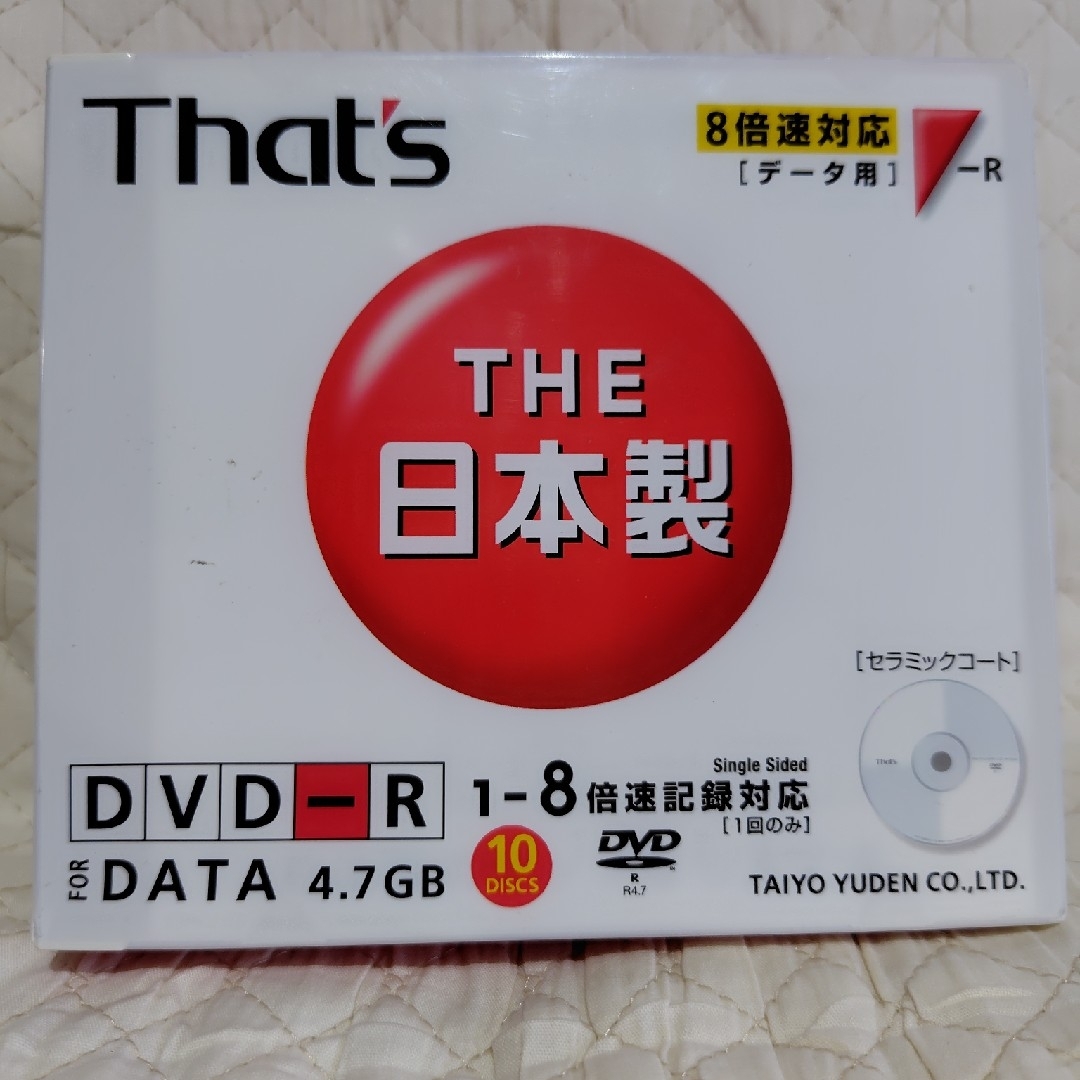 That's
8倍速対応
[データ用]
-R
THE
日本製
[セラミックコート]
That's
DVD-R
FOR DATA 4.7GB
Single Sided
1-8倍速記録対応
[1回のみ]
10
DISCS
DVD
R
R4.7
TAIYO YUDEN CO.,LTD.